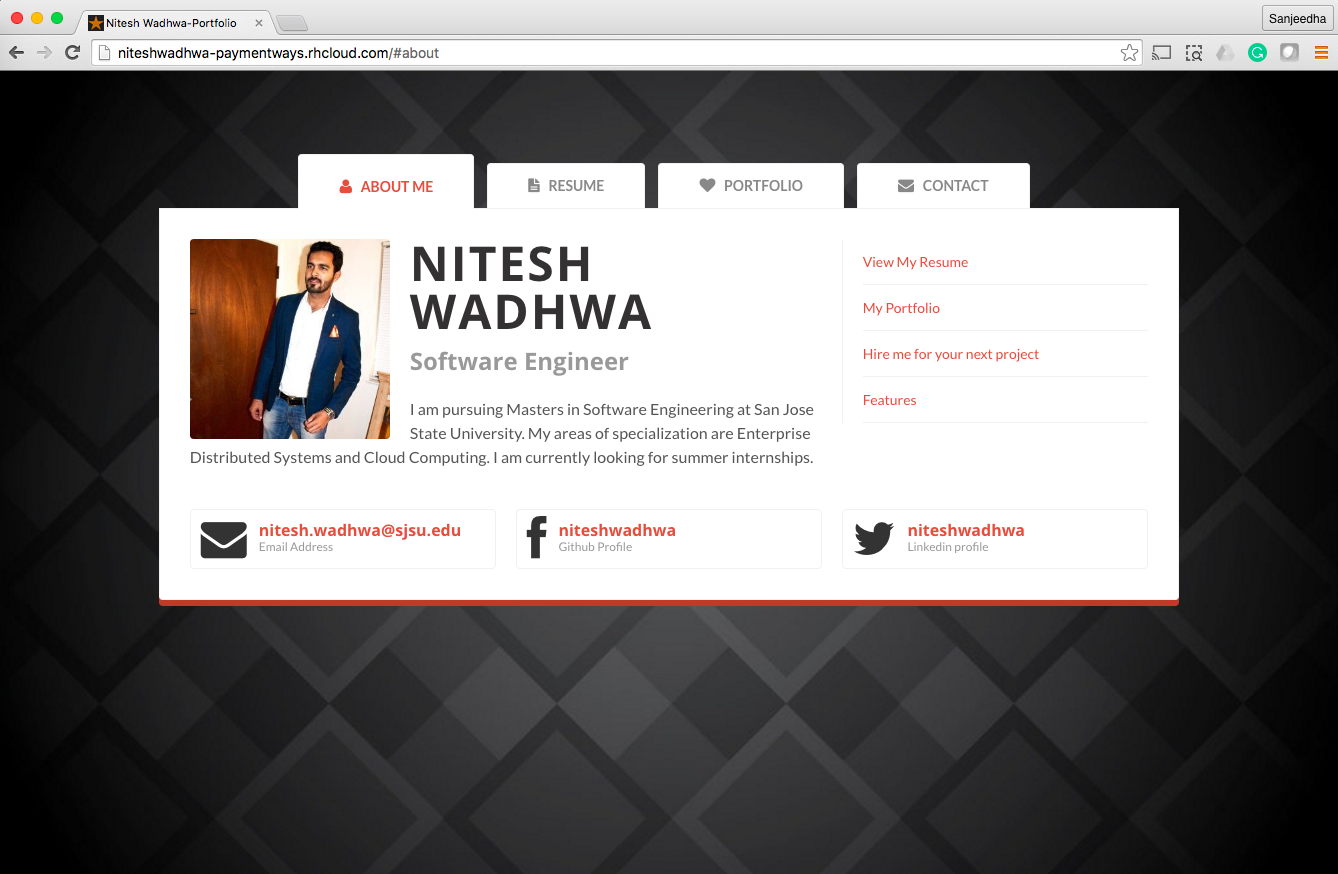 Nitesh Wadhwa-Portfolio
Sanjeedha
niteshwadhwa-paymentways.rhcloud.com/#about
ABOUT ME
RESUME
PORTFOLIO
CONTACT
NITESH
WADHWA
Software Engineer
I am pursuing Masters in Software Engineering at San Jose
State University. My areas of specialization are Enterprise
Distributed Systems and Cloud Computing. I am currently looking for summer internships.
View My Resume
My Portfolio
Hire me for your next project
Features
nitesh.wadhwa@sjsu.edu
Email Address
niteshwadhwa
Github Profile
niteshwadhwa
Linkedin profile